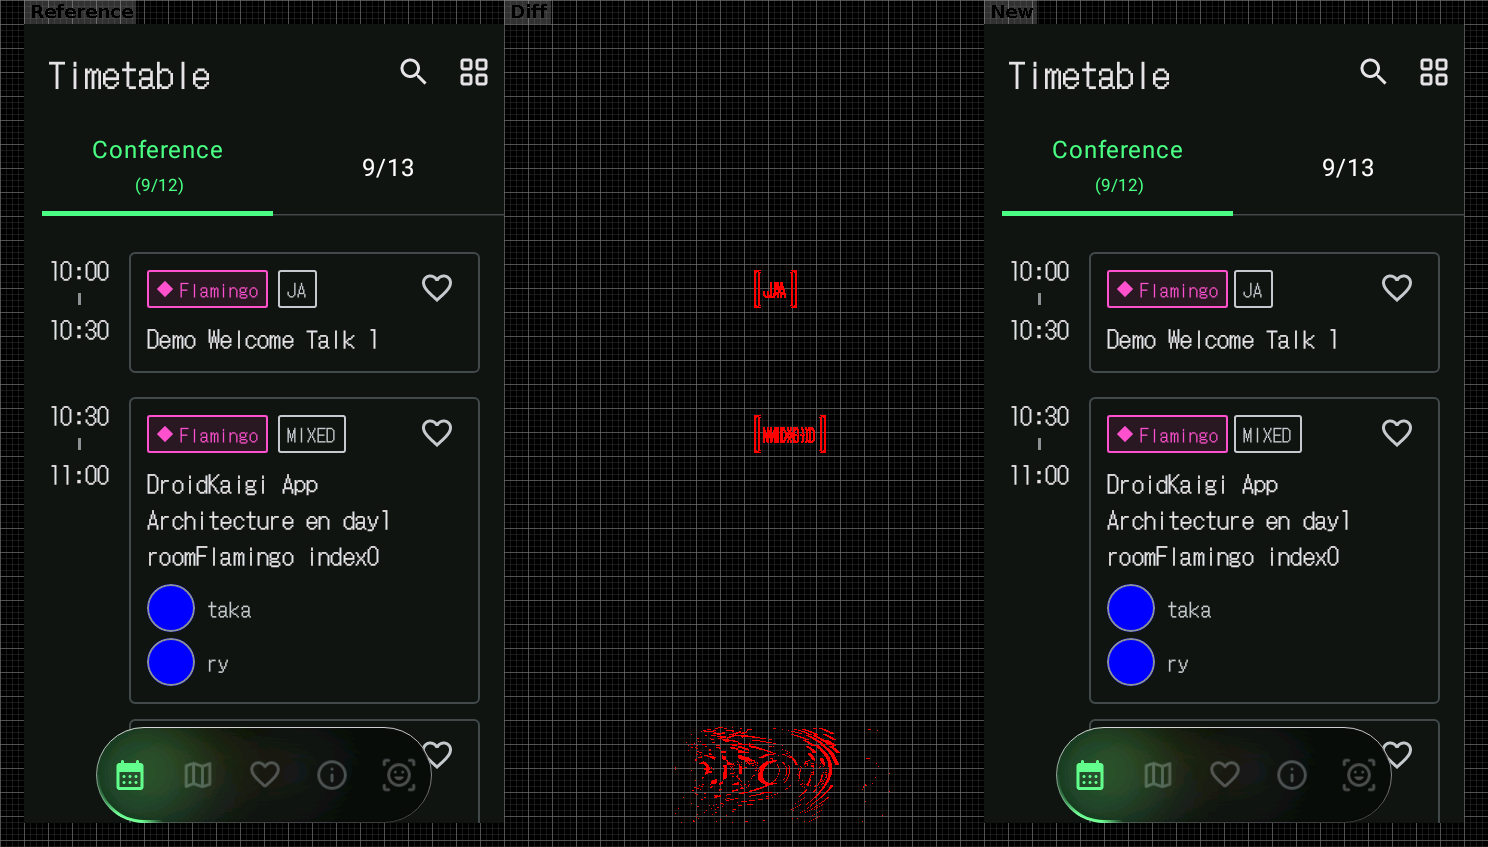 Reference
Timetable
Conference
(9/12)
9/13
10:00
10:30
Flamingo
JA
Demo Welcome Talk 1
10:30
11:00
Flamingo
MIXED
DroidKaigi App
Architecture en day1
roomFlamingo index0
taka
ry
Diff
New
Timetable
Conference
(9/12)
9/13
10:00
10:30
Flamingo
JA
Demo Welcome Talk 1
10:30
11:00
Flamingo
MIXED
DroidKaigi App
Architecture en day1
roomFlamingo index0
taka
ry